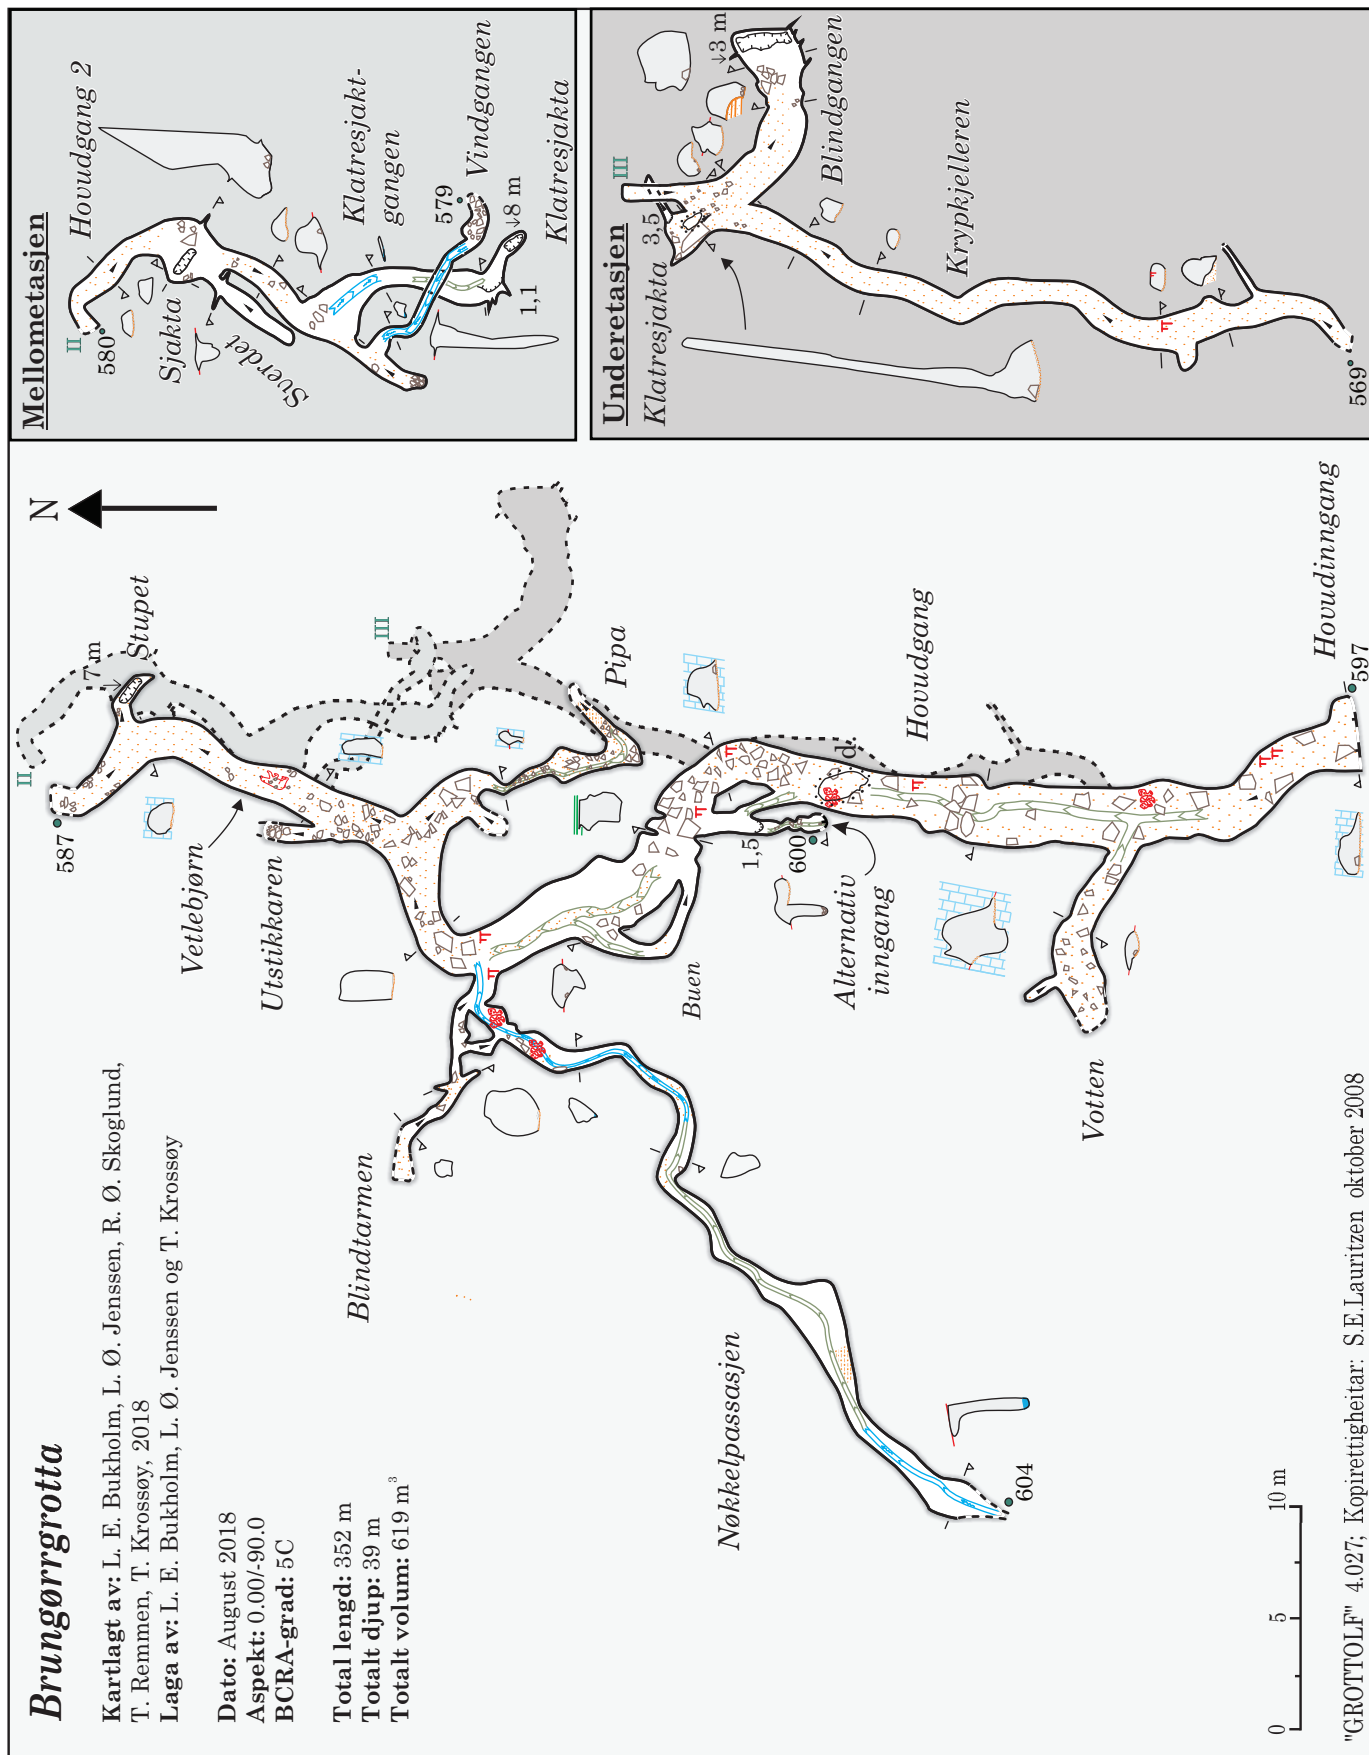 Brungørrgrotta
Kartlagt av: L. E. Bukholm, L. Ø. Jenssen, R. Ø. Skoglund,
T. Remmen, T. Krossøy, 2018
Laga av: L. E. Bukholm, L. Ø. Jenssen og T. Krossøy
Dato: August 2018
Aspekt: 0.00/-90.0
BCRA-grad: 5C
Total lengd: 352 m
Totalt djup: 39 m
Totalt volum: 619 m³
N
II
7 m
Stupet
587
Vetlebjørn
Utstikkaren
III
Pipa
Blindtarmen
Buen
1,5
600
d.
Hovudgang
Alternativ
inngang
Nøkkelpassasjen
604
Votten
Hovudinngang
597
0
5
10 m
"GROTTOLF" 4.027; Kopirettigheitar: S.E.Lauritzen oktober 2008
Mellometasjen
II
Hovudgang 2
580
Sjakta
Sverdet
Klatresjakt-
gangen
579
Vindgangen
↓8 m
1,1
Klatresjakta
Underetasjen
III
Klatresjakta
3,5
↓3 m
Blindgangen
Krypkjelleren
569